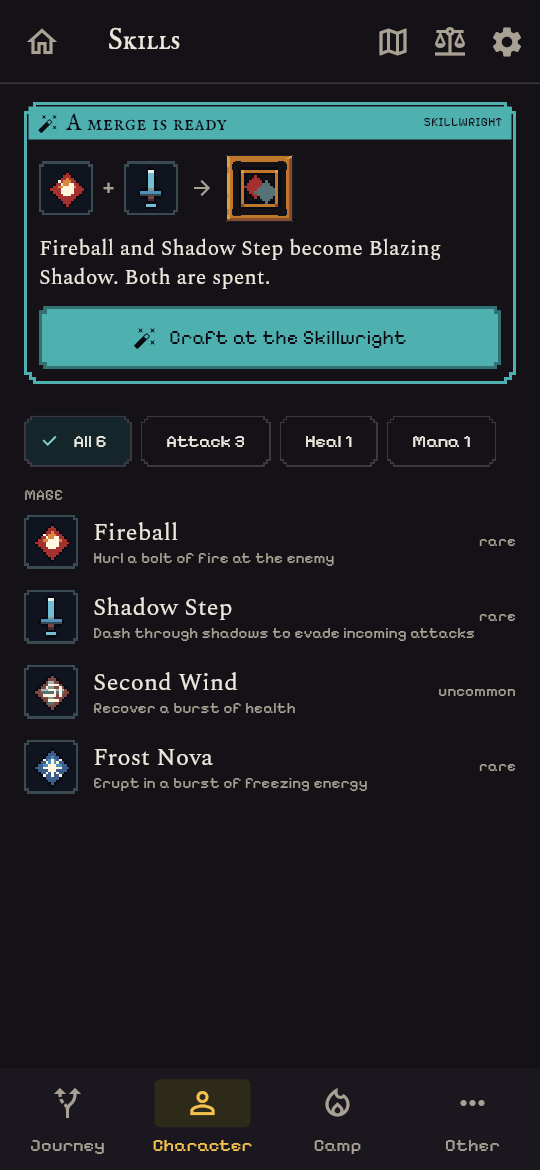 Skills
A merge is ready
SKILLWRIGHT
Fireball and Shadow Step become Blazing
Shadow. Both are spent.
Craft at the Skillwright
All 6
Attack 3
Heal 1
Mana 1
MAGE
Fireball
Hurl a bolt of fire at the enemy
rare
Shadow Step
Dash through shadows to evade incoming attacks
rare
Second Wind
Recover a burst of health
uncommon
Frost Nova
Erupt in a burst of freezing energy
rare
Journey
Character
Camp
Other